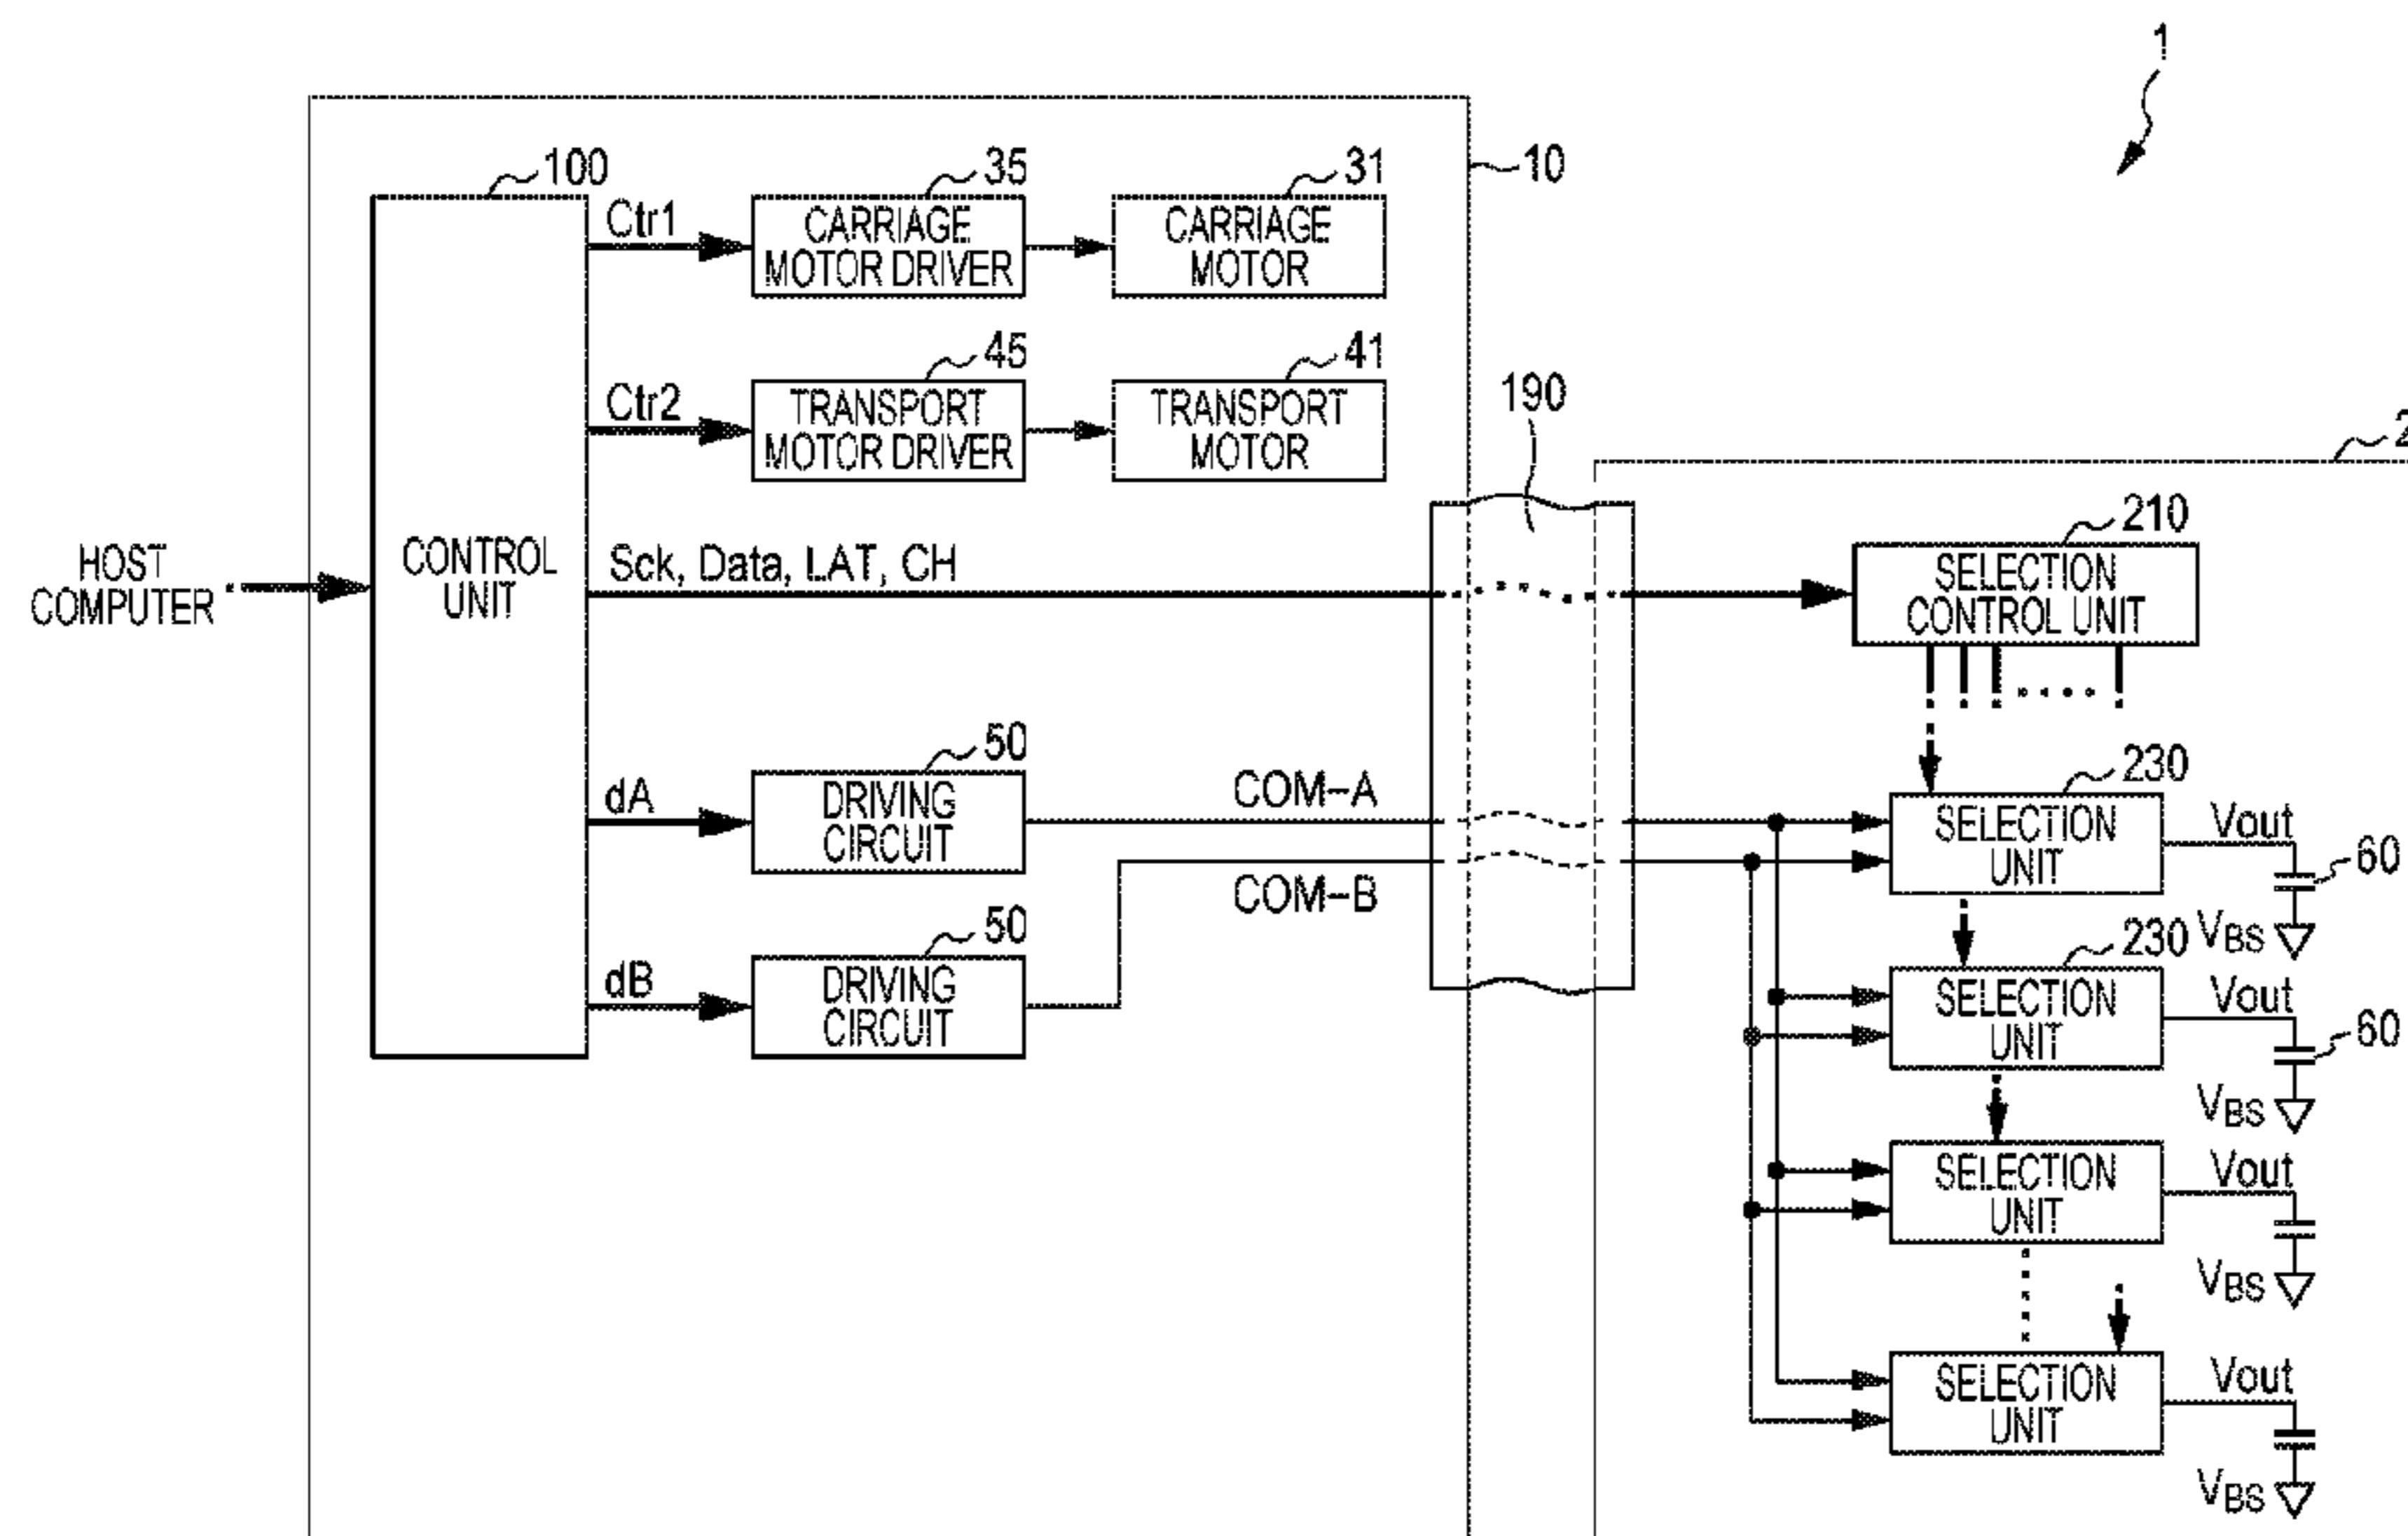 1
10
100
Ctr1
35
CARRIAGE
MOTOR DRIVER
31
CARRIAGE
MOTOR
Ctr2
45
TRANSPORT
MOTOR DRIVER
41
TRANSPORT
MOTOR
190
2
HOST
COMPUTER
CONTROL
UNIT
Sck, Data, LAT, CH
210
SELECTION
CONTROL UNIT
dA
50
DRIVING
CIRCUIT
COM-A
230
SELECTION
UNIT
Vout
60
VBS
COM-B
dB
50
DRIVING
CIRCUIT
230
SELECTION
UNIT
Vout
60
VBS
SELECTION
UNIT
Vout
VBS
SELECTION
UNIT
Vout
VBS